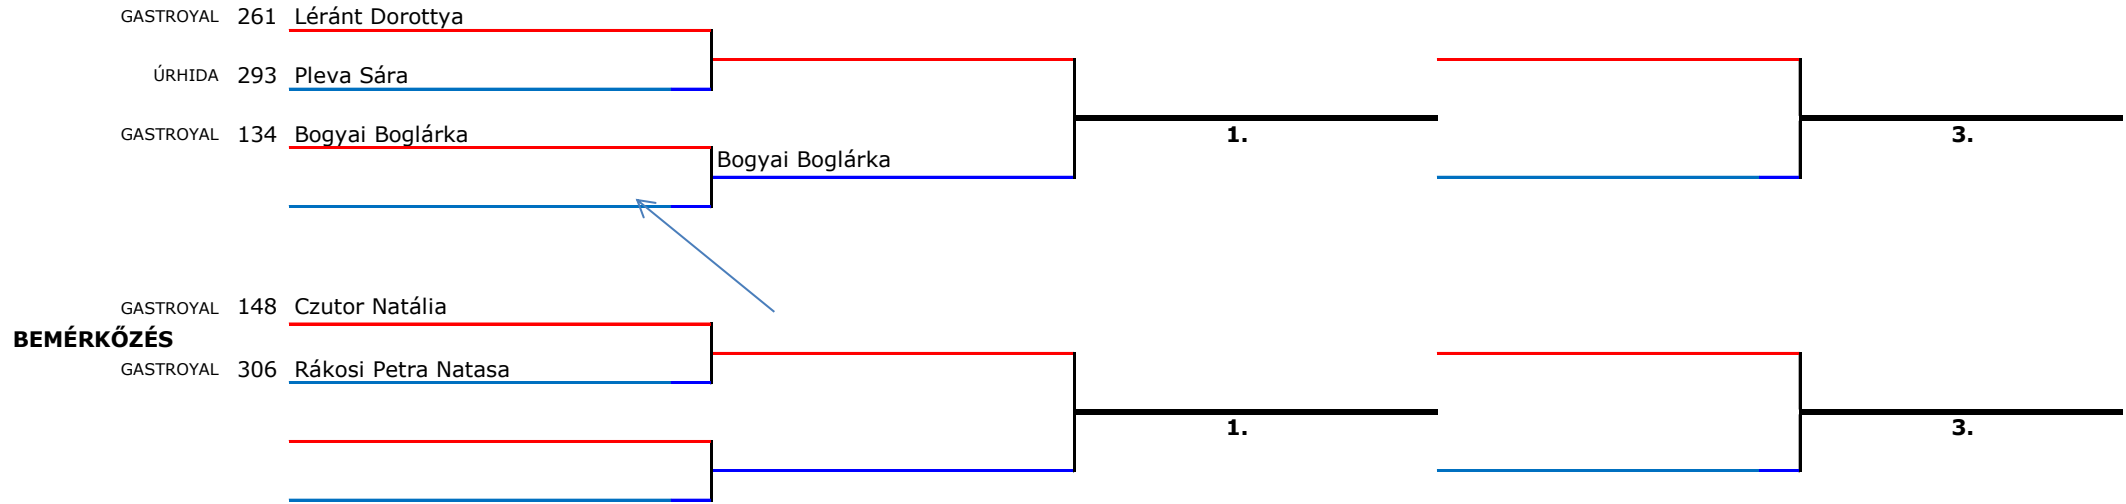 GASTROYAL 261 Léránt Dorottya
ÚRHIDA 293 Pleva Sára
GASTROYAL 134 Bogyai Boglárka
1.
3.
Bogyai Boglárka
GASTROYAL 148 Czutor Natália
BEMÉRKŐZÉS
GASTROYAL 306 Rákosi Petra Natasa
1.
3.